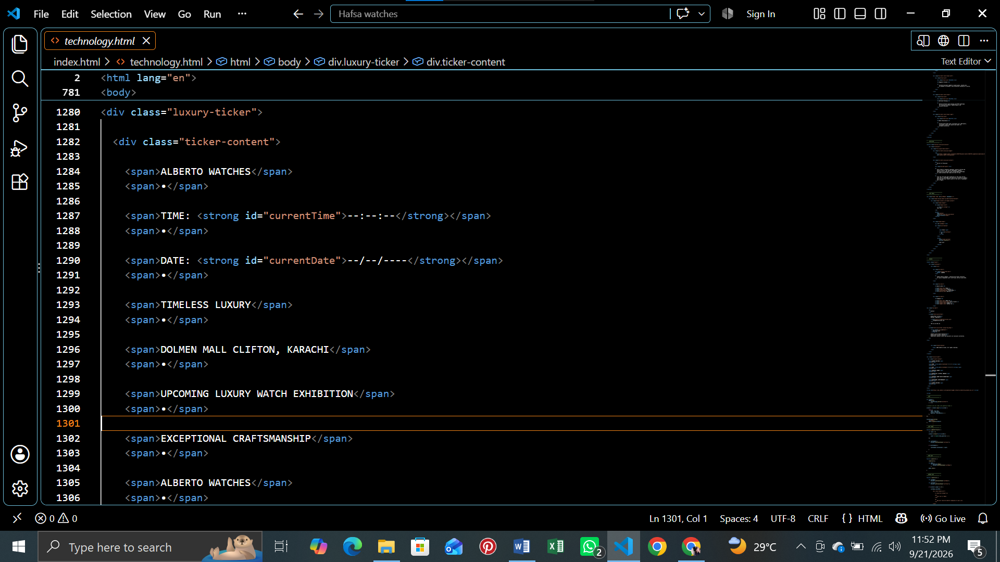 File Edit Selection View Go Run ··· Hafsa watches Sign In
technology.html
index.html > technology.html > html > body > div.luxury-ticker > div.ticker-content Text Editor
2 <html lang="en">
781 <body>
1280 <div class="luxury-ticker">
1281
1282 <div class="ticker-content">
1283
1284 <span>ALBERTO WATCHES</span>
1285 <span>•</span>
1286
1287 <span>TIME: <strong id="currentTime">--:--:--</strong></span>
1288 <span>•</span>
1289
1290 <span>DATE: <strong id="currentDate">--/--/----</strong></span>
1291 <span>•</span>
1292
1293 <span>TIMELESS LUXURY</span>
1294 <span>•</span>
1295
1296 <span>DOLMEN MALL CLIFTON, KARACHI</span>
1297 <span>•</span>
1298
1299 <span>UPCOMING LUXURY WATCH EXHIBITION</span>
1300 <span>•</span>
1301
1302 <span>EXCEPTIONAL CRAFTSMANSHIP</span>
1303 <span>•</span>
1304
1305 <span>ALBERTO WATCHES</span>
1306 <span>•</span>
0 0 Ln 1301, Col 1 Spaces: 4 UTF-8 CRLF {} HTML Go Live
Type here to search 2 29°C 11:52 PM
9/21/2026 5